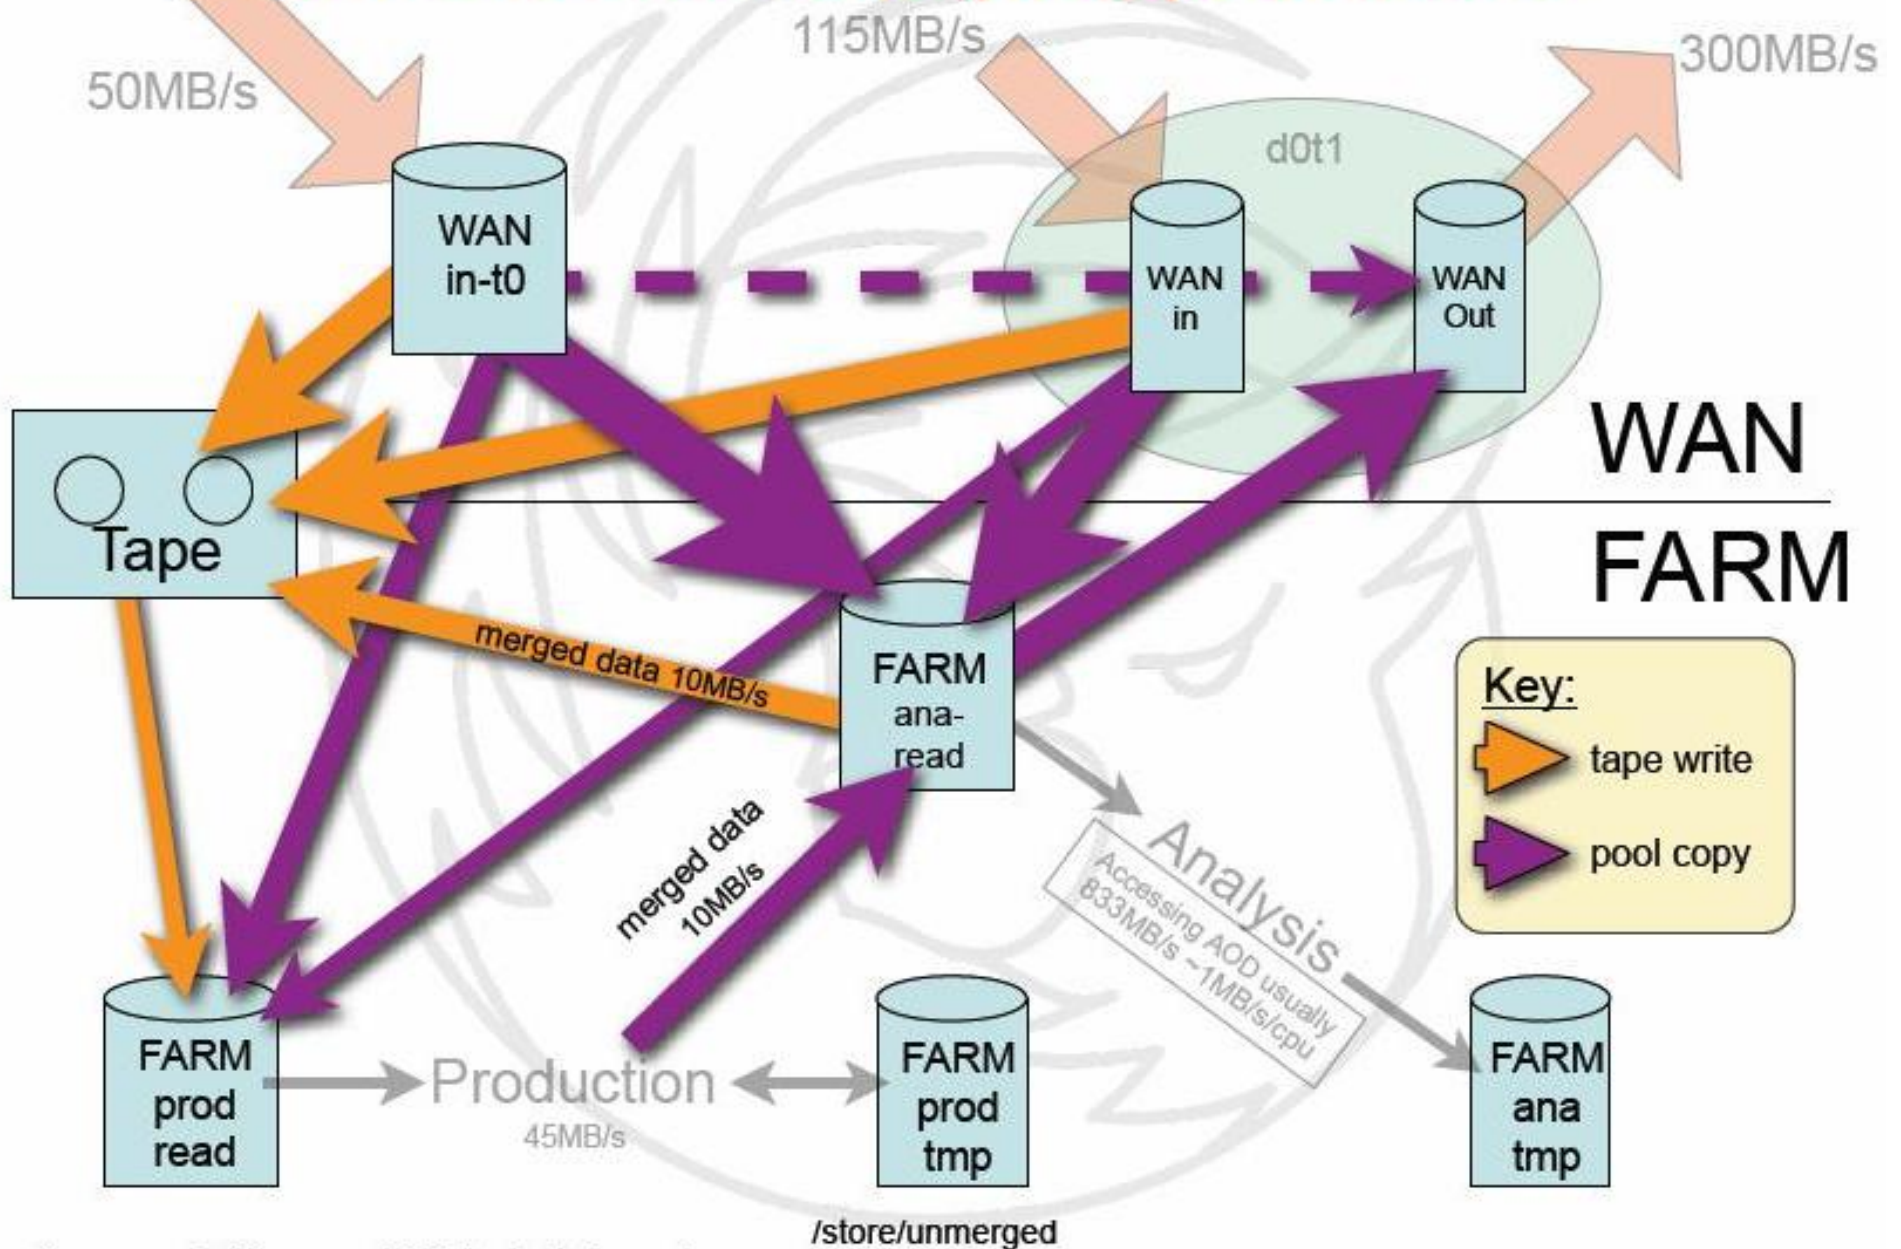 115MB/s
300MB/s
50MB/s
d0t1
WAN
in-t0
WAN
in
WAN
Out
WAN
Tape
FARM
merged data 10MB/s
FARM
ana-
read
Key:
tape write
pool copy
merged data
10MB/s
Analysis
Accessing AOD usually
833MB/s ~1MB/s/cpu
FARM
prod
read
Production
45MB/s
FARM
prod
tmp
FARM
ana
tmp
/store/unmerged